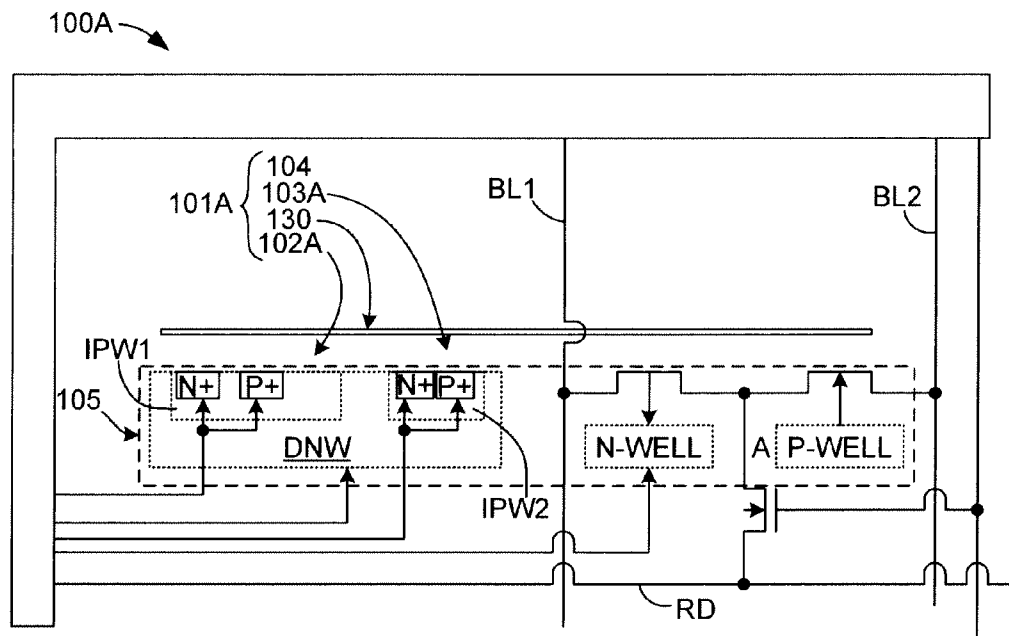 100A
104
103A
101A
130
102A
BL1
BL2
IPW1
N+
P+
N+
P+
105
DNW
N-WELL
A
P-WELL
IPW2
RD